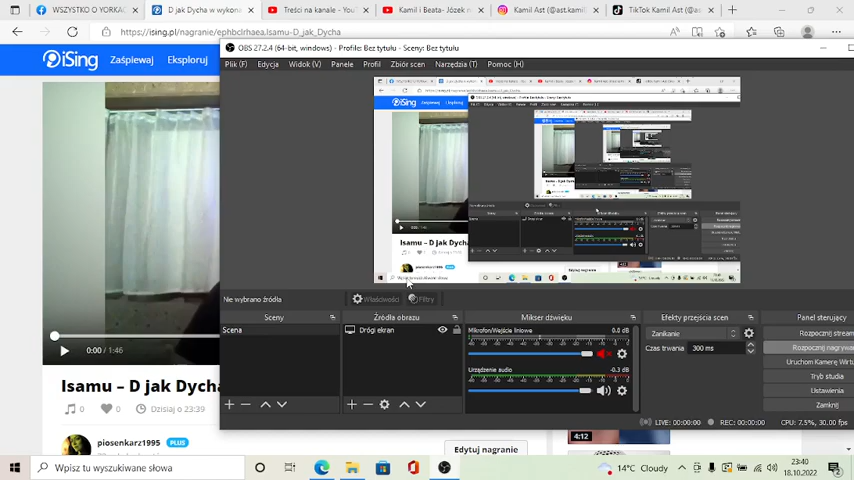 WSZYSTKO O YORKA
D jak Dycha w wykona
Treści na kanale - You
Kamil i Beata- Józek n
Instagram
Kamil Ast (@ast.kamil
TikTok Kamil Ast (@as
https://ising.pl/nagranie/ephbclrhaea,Isamu-D_jak_Dycha
iSing
Zaśpiewaj
Eksploruj
0:00 / 1:46
Isamu – D jak Dycha
0
0
Dzisiaj o 23:39
piosenkarz1995
PLUS
Edytuj nagranie
4:12
OBS 27.2.4 (64-bit, windows) - Profile: Bez tytułu - Sceny: Bez tytułu
Plik (F)
Edycja
Widok (V)
Panele
Profil
Zbiór scen
Narzędzia (T)
Pomoc (H)
Nie wybrano źródła
Właściwości
Filtry
Sceny
Źródła obrazu
Mikser dźwięku
Efekty przejścia scen
Panel sterujący
Scena
Drógi ekran
Mikrofon/Wejście liniowe
0.0 dB
Urządzenie audio
-0.3 dB
Zanikanie
Czas trwania
300 ms
Rozpocznij stream
Rozpocznij nagrywa
Uruchom Kamerę Wirtu
Tryb studia
Ustawienia
Zamknij
LIVE: 00:00:00
REC: 00:00:00
CPU: 7.5%, 30.00 fps
Wpisz tu wyszukiwane słowa
14°C Cloudy
23:40
18.10.2022
2